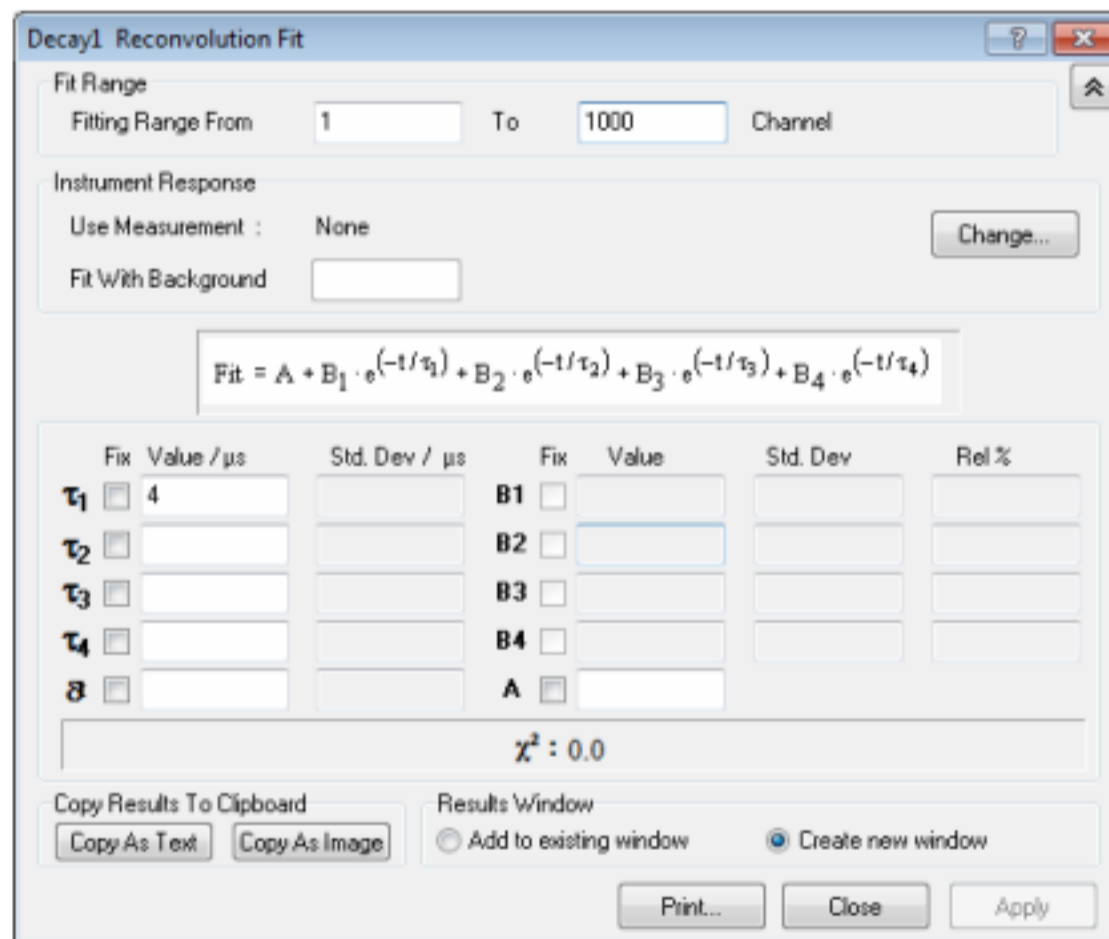 Decay1 Reconvolution Fit
Fit Range
Fitting Range From 1 To 1000 Channel
Instrument Response
Use Measurement : None Change...
Fit With Background
Fit = A + B₁ · e^(-t/τ₁) + B₂ · e^(-t/τ₂) + B₃ · e^(-t/τ₃) + B₄ · e^(-t/τ₄)
Fix Value / µs Std. Dev / µs Fix Value Std. Dev Rel %
τ₁ 4 B1
τ₂ B2
τ₃ B3
τ₄ B4
a A
χ² : 0.0
Copy Results To Clipboard Results Window
Copy As Text Copy As Image Add to existing window Create new window
Print... Close Apply